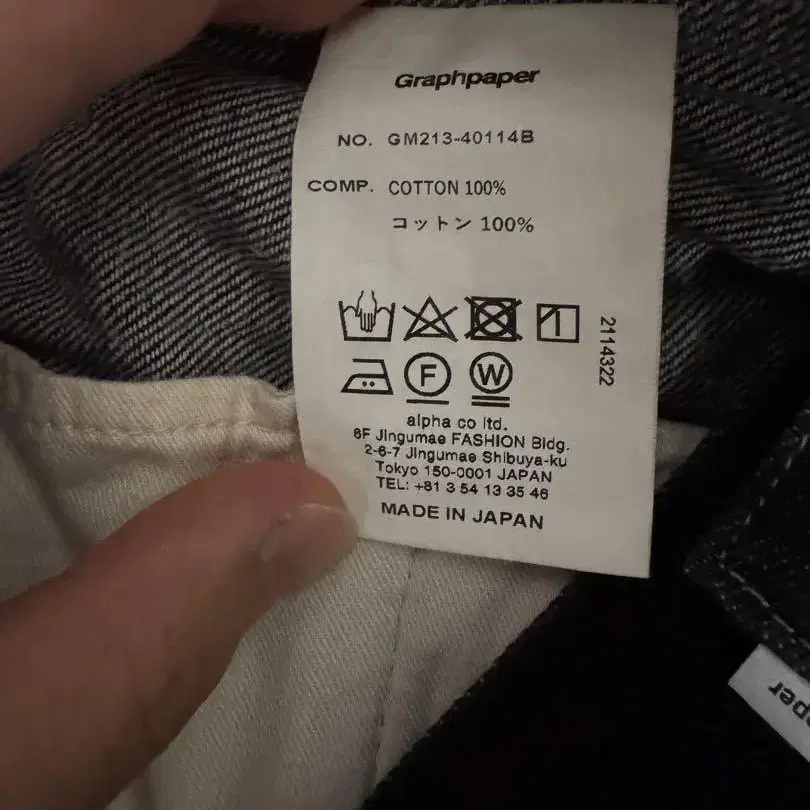 Graphpaper
NO. GM213-40114B
COMP. COTTON 100%
コットン 100%
2114322
F W
alpha co ltd.
6F Jingumae FASHION Bldg.
2-6-7 Jingumae Shibuya-ku
Tokyo 150-0001 JAPAN
TEL: +81 3 54 13 35 46
MADE IN JAPAN